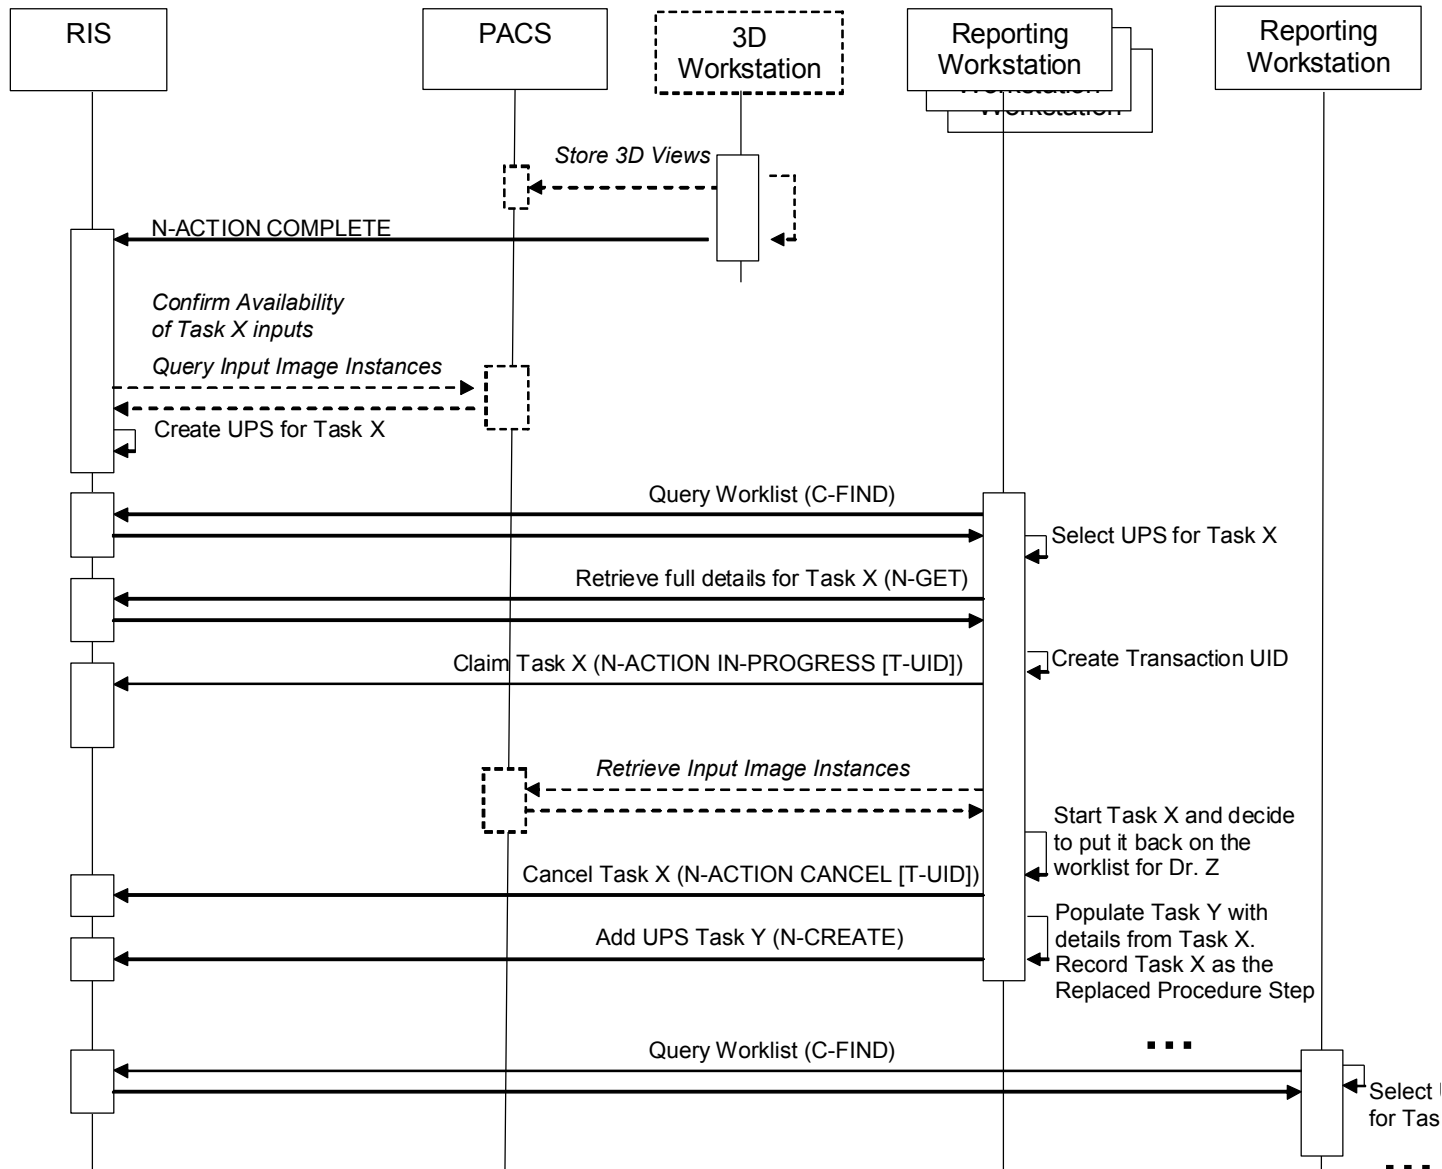 RIS
PACS
3D
Workstation
Reporting
Workstation
Workstation
Workstation
Reporting
Workstation
Store 3D Views
N-ACTION COMPLETE
Confirm Availability
of Task X inputs
Query Input Image Instances
Create UPS for Task X
Query Worklist (C-FIND)
Select UPS for Task X
Retrieve full details for Task X (N-GET)
Create Transaction UID
Claim Task X (N-ACTION IN-PROGRESS [T-UID])
Retrieve Input Image Instances
Start Task X and decide
to put it back on the
worklist for Dr. Z
Cancel Task X (N-ACTION CANCEL [T-UID])
Populate Task Y with
details from Task X.
Record Task X as the
Replaced Procedure Step
Add UPS Task Y (N-CREATE)
...
Query Worklist (C-FIND)
Select U
for Tas
...